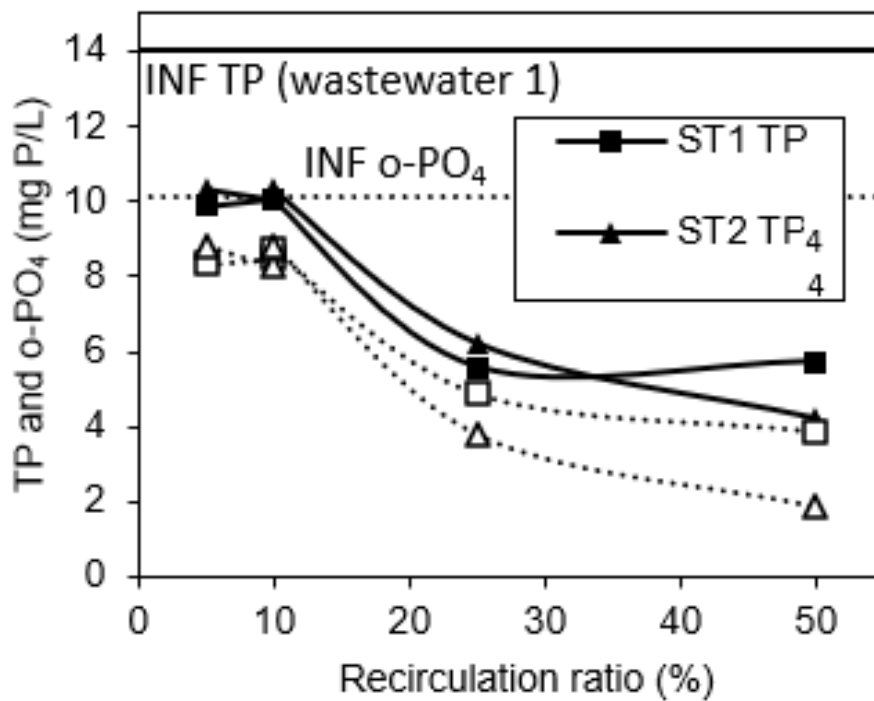 14
INF TP (wastewater 1)
12
ST1 TP
INF o-PO4
10
ST2 TP4
4
8
6
4
2
0
0 10 20 30 40 50
Recirculation ratio (%)
TP and o-PO4 (mg P/L)